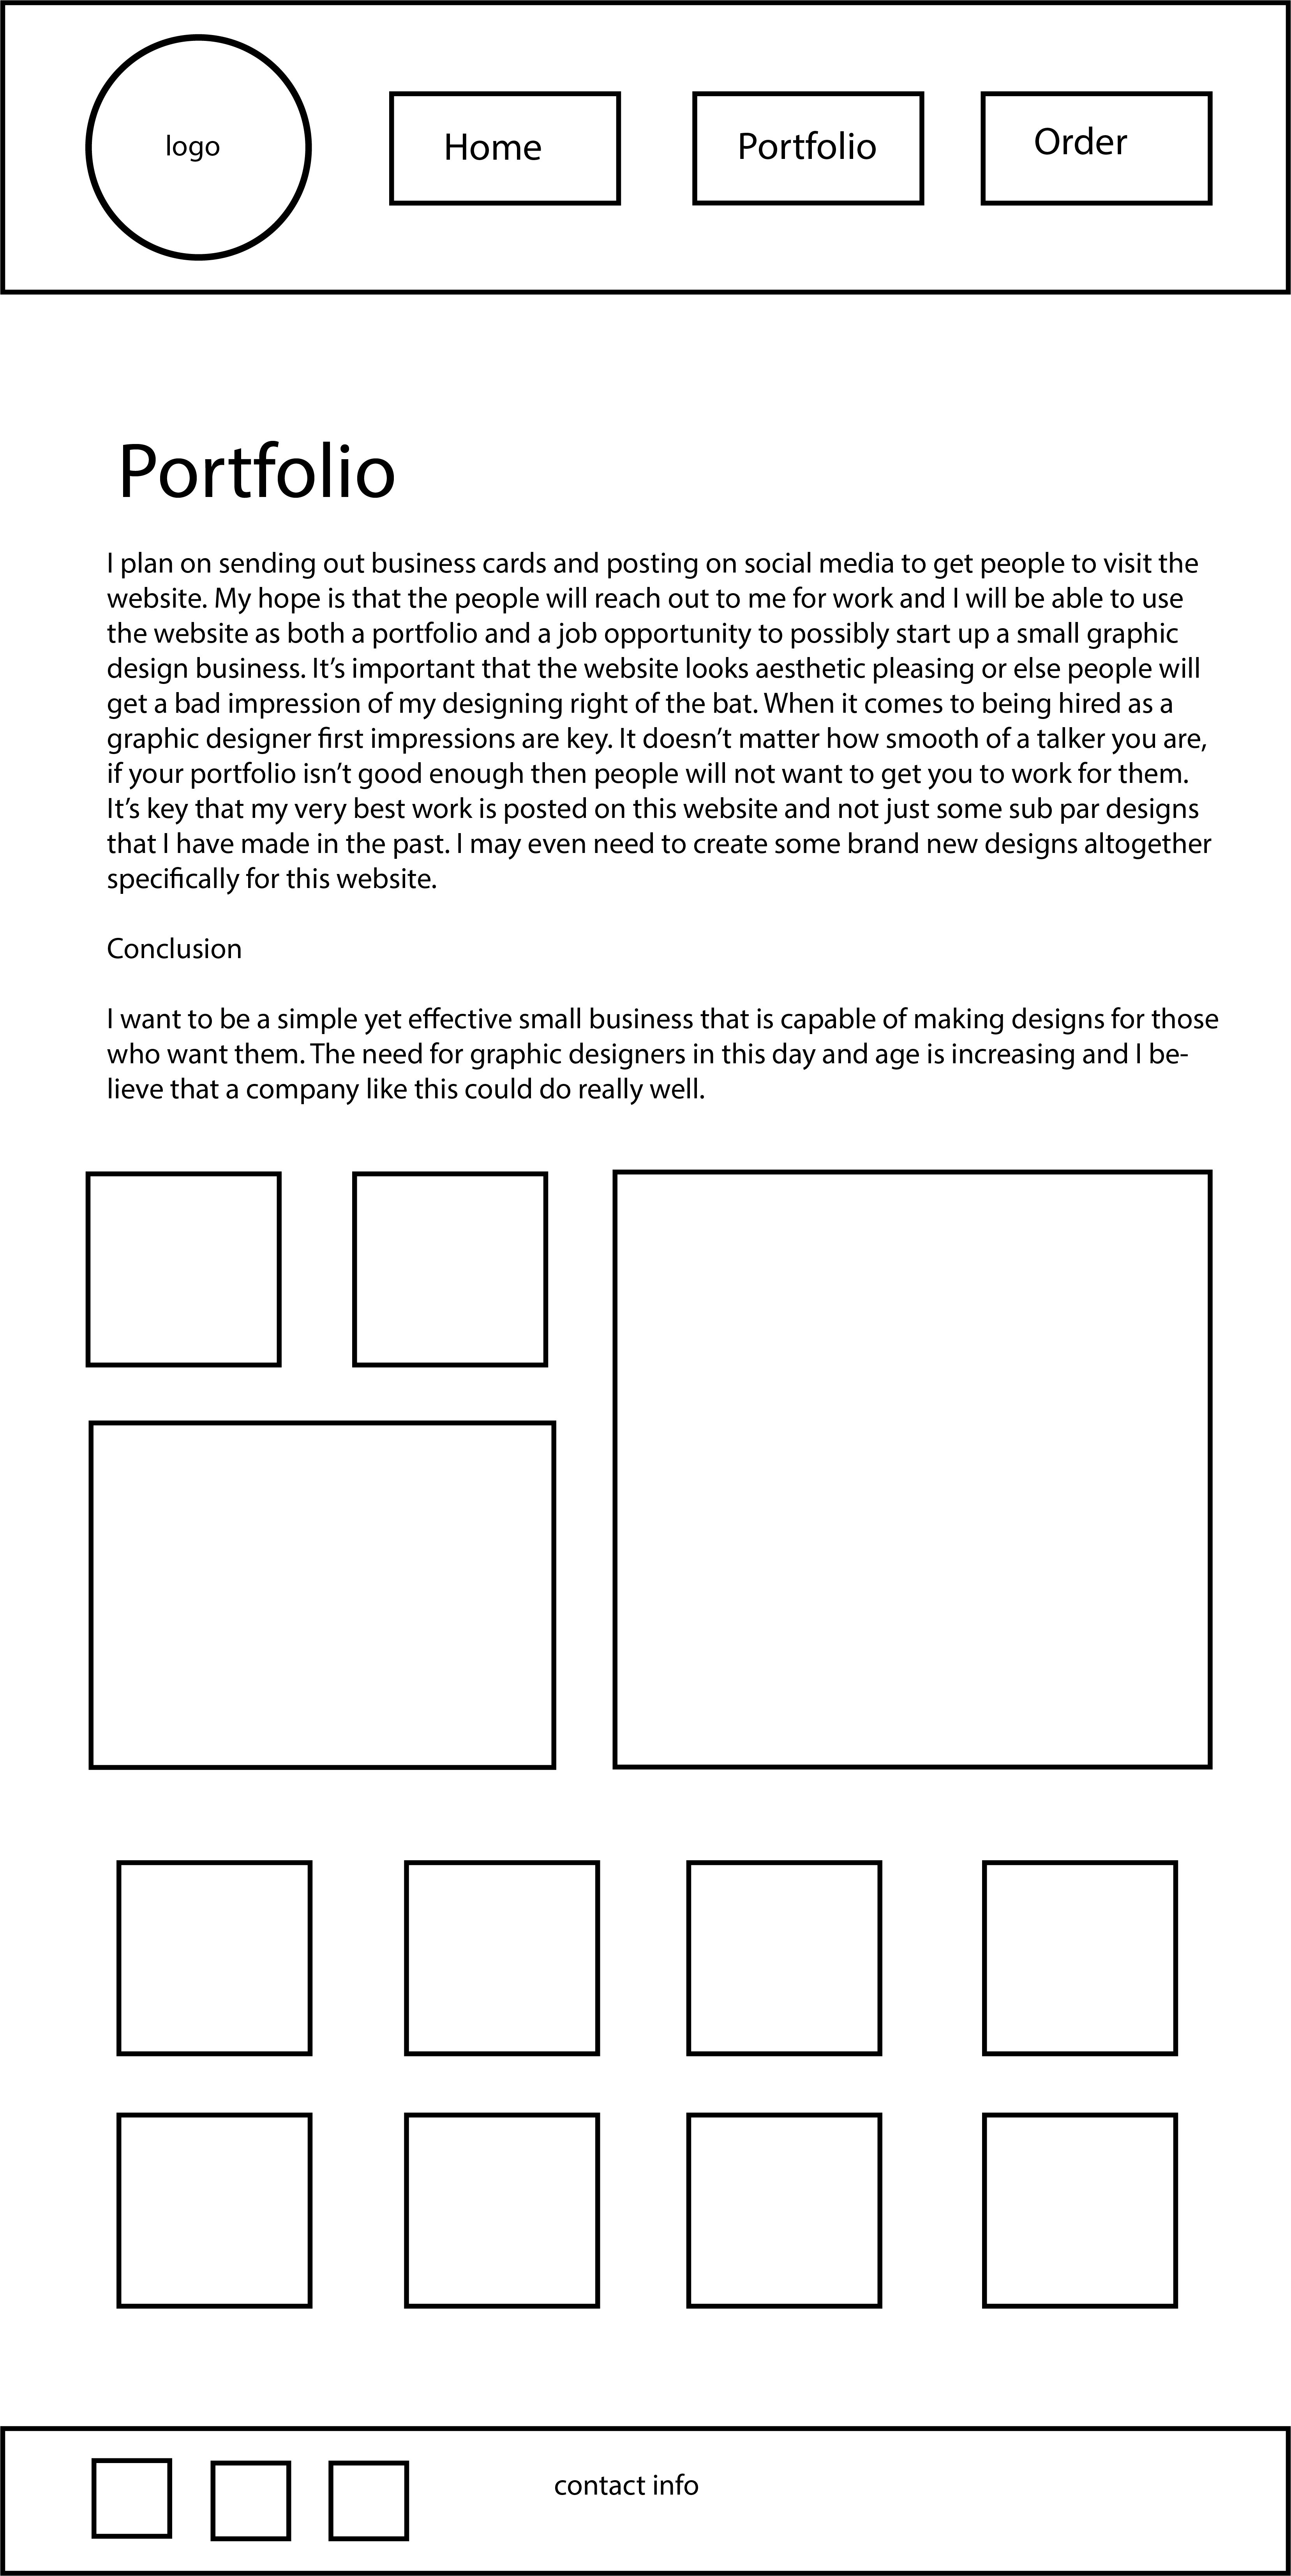 logo
Home
Portfolio
Order
Portfolio
I plan on sending out business cards and posting on social media to get people to visit the
website. My hope is that the people will reach out to me for work and I will be able to use
the website as both a portfolio and a job opportunity to possibly start up a small graphic
design business. It’s important that the website looks aesthetic pleasing or else people will
get a bad impression of my designing right of the bat. When it comes to being hired as a
graphic designer first impressions are key. It doesn’t matter how smooth of a talker you are,
if your portfolio isn’t good enough then people will not want to get you to work for them.
It’s key that my very best work is posted on this website and not just some sub par designs
that I have made in the past. I may even need to create some brand new designs altogether
specifically for this website.
Conclusion
I want to be a simple yet effective small business that is capable of making designs for those
who want them. The need for graphic designers in this day and age is increasing and I be-
lieve that a company like this could do really well.
contact info